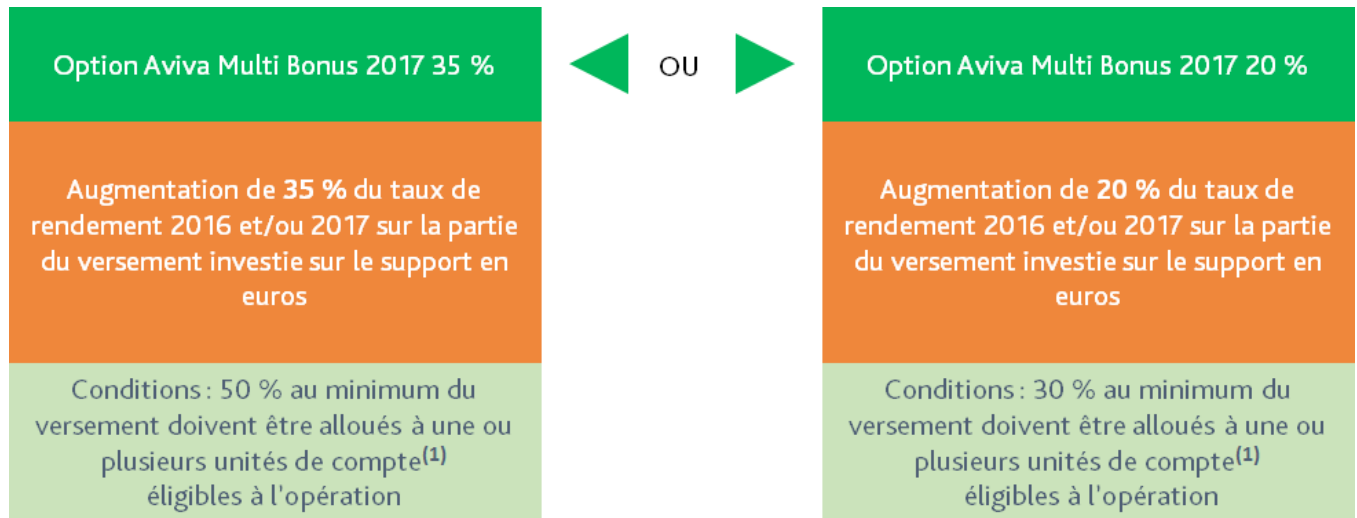 Option Aviva Multi Bonus 2017 35 %
OU
Option Aviva Multi Bonus 2017 20 %
Augmentation de 35 % du taux de
rendement 2016 et/ou 2017 sur la partie
du versement investie sur le support en
euros
Augmentation de 20 % du taux de
rendement 2016 et/ou 2017 sur la partie
du versement investie sur le support en
euros
Conditions : 50 % au minimum du
versement doivent être alloués à une ou
plusieurs unités de compte(1)
éligibles à l'opération
Conditions : 30 % au minimum du
versement doivent être alloués à une ou
plusieurs unités de compte(1)
éligibles à l'opération